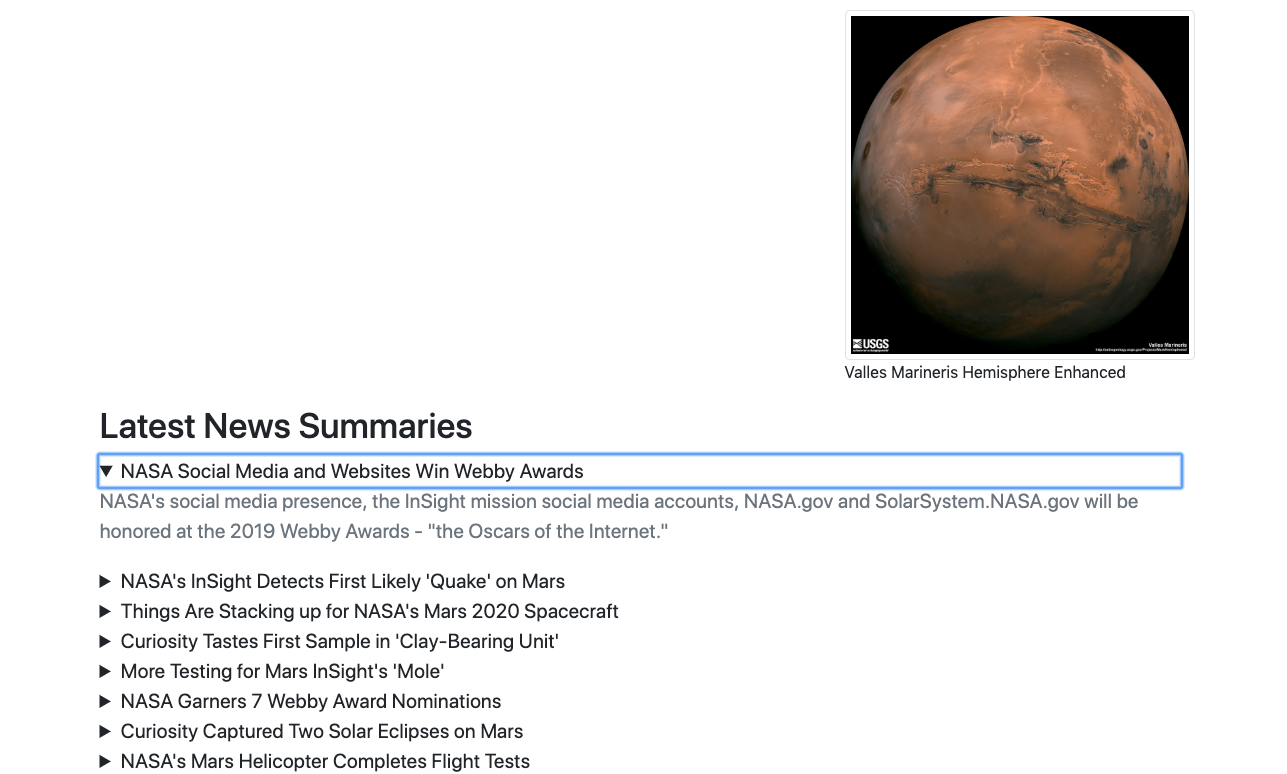 USGS
Valles Marineris
Valles Marineris Hemisphere Enhanced
Latest News Summaries
NASA Social Media and Websites Win Webby Awards
NASA's social media presence, the InSight mission social media accounts, NASA.gov and SolarSystem.NASA.gov will be
honored at the 2019 Webby Awards - "the Oscars of the Internet."
NASA's InSight Detects First Likely 'Quake' on Mars
Things Are Stacking up for NASA's Mars 2020 Spacecraft
Curiosity Tastes First Sample in 'Clay-Bearing Unit'
More Testing for Mars InSight's 'Mole'
NASA Garners 7 Webby Award Nominations
Curiosity Captured Two Solar Eclipses on Mars
NASA's Mars Helicopter Completes Flight Tests